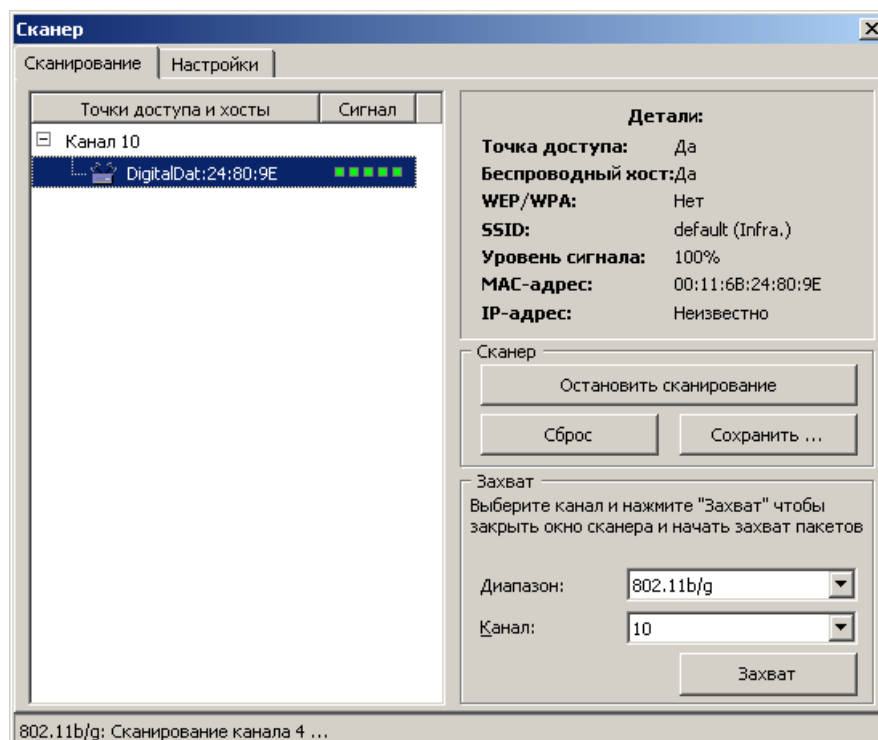 Сканер
Сканирование
Настройки
Точки доступа и хосты
Сигнал
Канал 10
DigitalDat:24:80:9E
Детали:
Точка доступа: Да
Беспроводный хост:Да
WEP/WPA: Нет
SSID: default (Infra.)
Уровень сигнала: 100%
MAC-адрес: 00:11:6B:24:80:9E
IP-адрес: Неизвестно
Сканер
Остановить сканирование
Сброс
Сохранить ...
Захват
Выберите канал и нажмите "Захват" чтобы
закрыть окно сканера и начать захват пакетов
Диапазон: 802.11b/g
Канал: 10
Захват
802.11b/g: Сканирование канала 4 ...